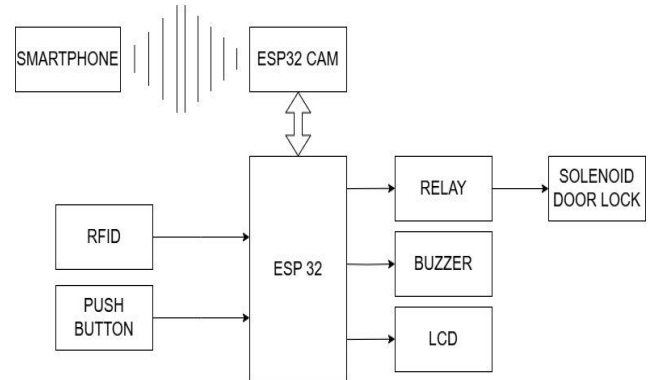 SMARTPHONE
ESP32 CAM
RELAY
SOLENOID
DOOR LOCK
RFID
ESP 32
BUZZER
PUSH
BUTTON
LCD